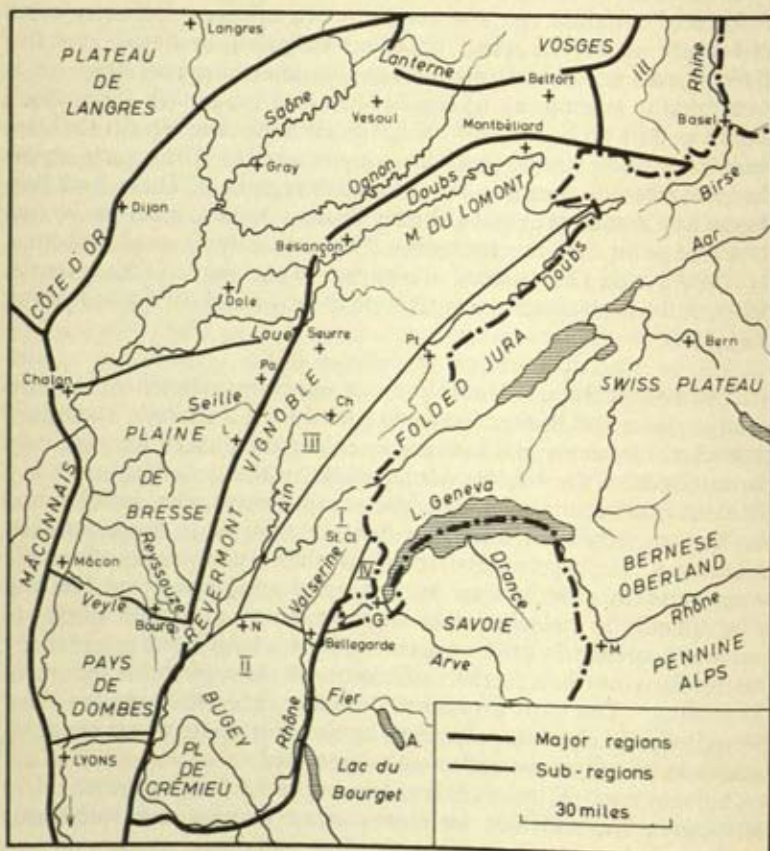 Langres
PLATEAU
DE
LANGRES
Lanterne
VOSGES
Belfort
Ill
Rhine
Saône
Vesoul
Montbéliard
Basel
Gray
Ognon
Doubs
Birse
Dijon
M. DU LOMONT
Besançon
CÔTE D'OR
Doubs
Aar
Dole
Loue
Seurre
Pt
Bern
Chalon
Po
FOLDED JURA
SWISS PLATEAU
Seille
VIGNOBLE
Ch
L
III
PLAINE
DE
BRESSE
Ain
MÂCONNAIS
Reyssouze
REVERMONT
I
St. Cl
L. Geneva
Valserine
IV
Drance
BERNESE
OBERLAND
Mâcon
Veyle
Bourg
N
G
SAVOIE
Rhône
Bellegarde
M
II
Arve
PENNINE
ALPS
PAYS
DE
DOMBES
BUGEY
Rhône
Fier
LYONS
PL
DE
CRÉMIEU
A
Lac du
Bourget
Major regions
Sub-regions
30 miles